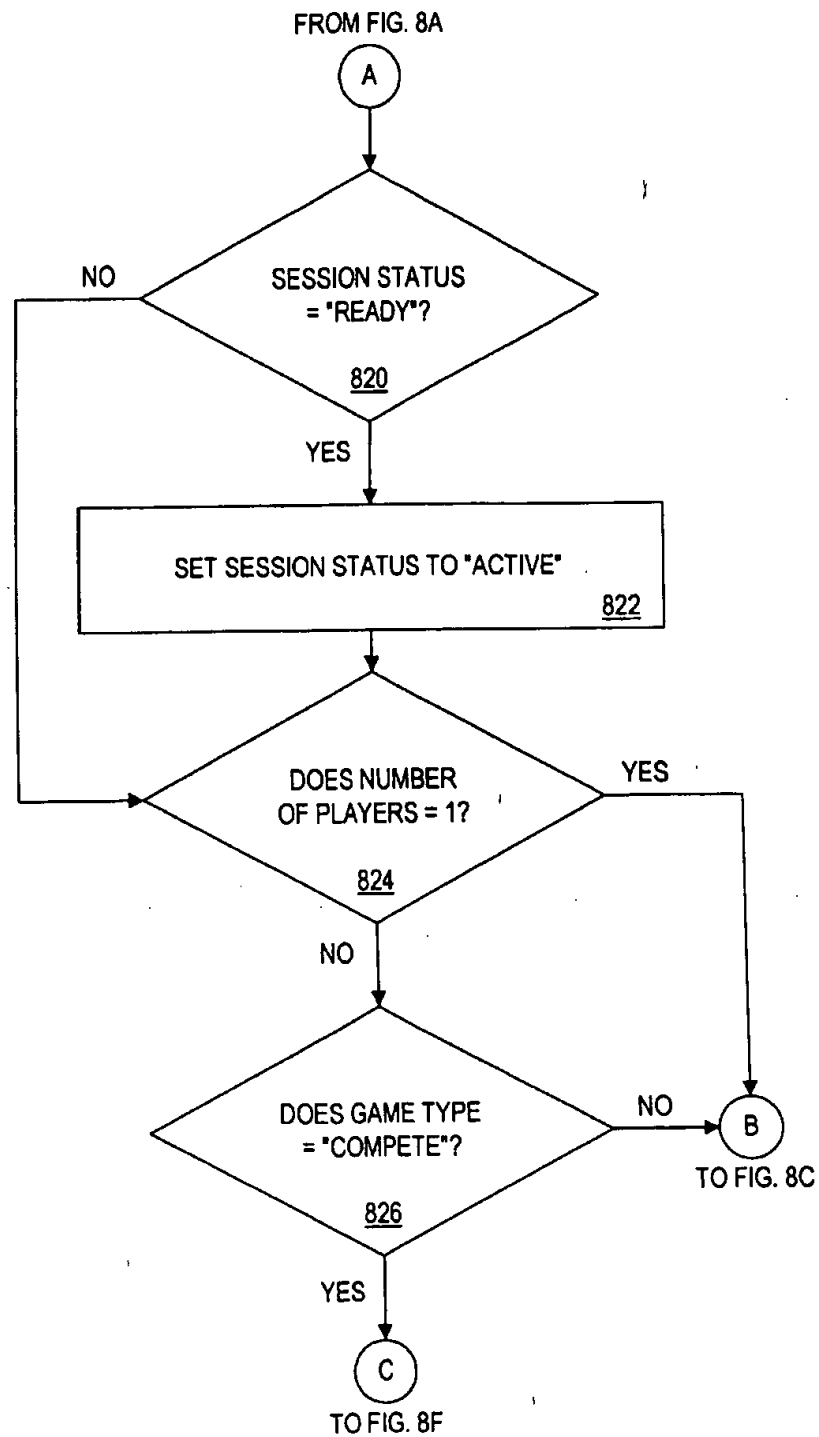 FROM FIG. 8A
A
SESSION STATUS
= "READY"?
820
NO
YES
SET SESSION STATUS TO "ACTIVE"
822
DOES NUMBER
OF PLAYERS = 1?
824
YES
NO
DOES GAME TYPE
= "COMPETE"?
826
NO
B
TO FIG. 8C
YES
C
TO FIG. 8F